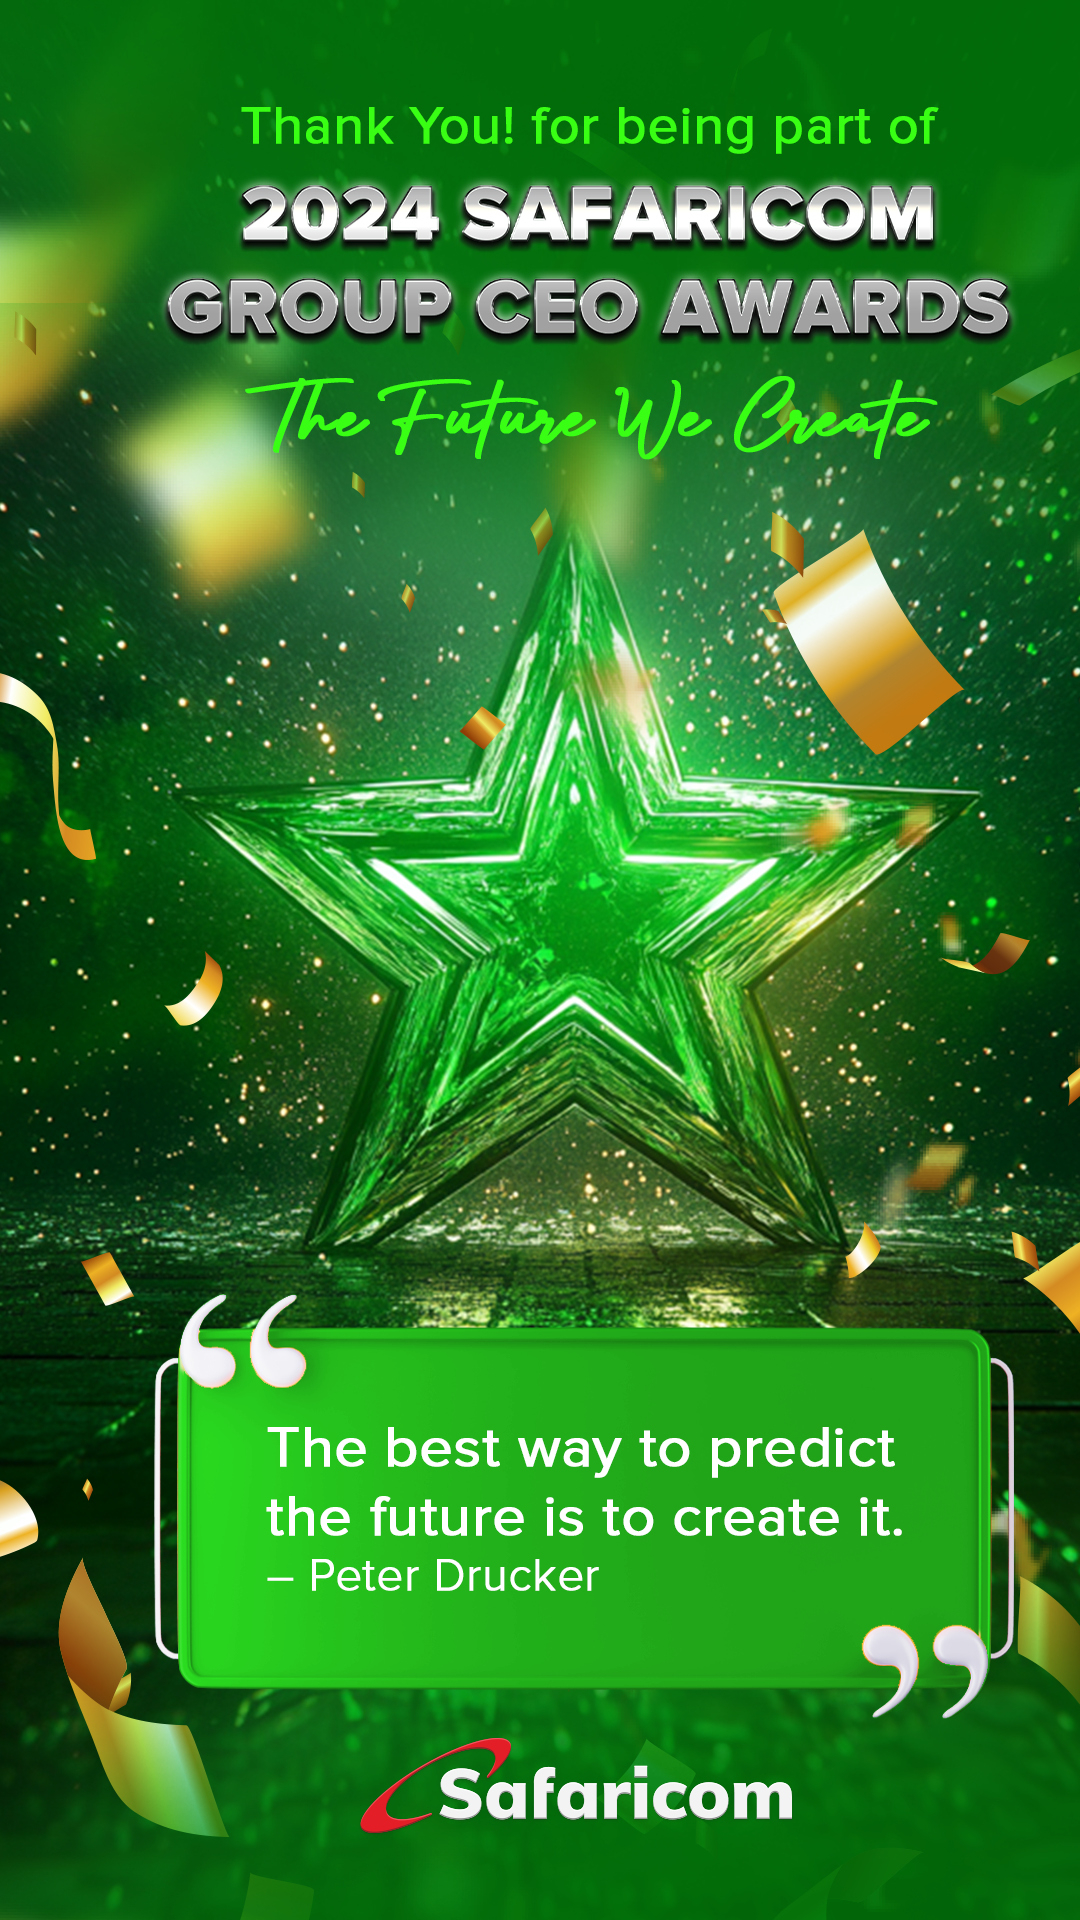 Thank You! for being part of
2024 SAFARICOM
GROUP CEO AWARDS
The Future We Create
“
The best way to predict
the future is to create it.
– Peter Drucker
”
Safaricom